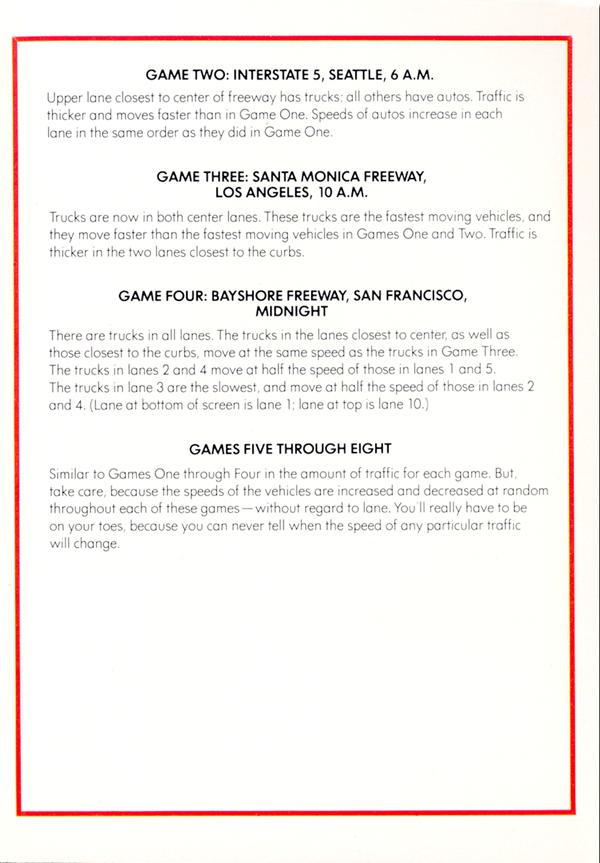 GAME TWO: INTERSTATE 5, SEATTLE, 6 A.M.
Upper lane closest to center of freeway has trucks; all others have autos. Traffic is
thicker and moves faster than in Game One. Speeds of autos increase in each
lane in the same order as they did in Game One.
GAME THREE: SANTA MONICA FREEWAY,
LOS ANGELES, 10 A.M.
Trucks are now in both center lanes. These trucks are the fastest moving vehicles, and
they move faster than the fastest moving vehicles in Games One and Two. Traffic is
thicker in the two lanes closest to the curbs.
GAME FOUR: BAYSHORE FREEWAY, SAN FRANCISCO,
MIDNIGHT
There are trucks in all lanes. The trucks in the lanes closest to center, as well as
those closest to the curbs, move at the same speed as the trucks in Game Three.
The trucks in lanes 2 and 4 move at half the speed of those in lanes 1 and 5.
The trucks in lane 3 are the slowest, and move at half the speed of those in lanes 2
and 4. (Lane at bottom of screen is lane 1; lane at top is lane 10.)
GAMES FIVE THROUGH EIGHT
Similar to Games One through Four in the amount of traffic for each game. But,
take care, because the speeds of the vehicles are increased and decreased at random
throughout each of these games—without regard to lane. You'll really have to be
on your toes, because you can never tell when the speed of any particular traffic
will change.